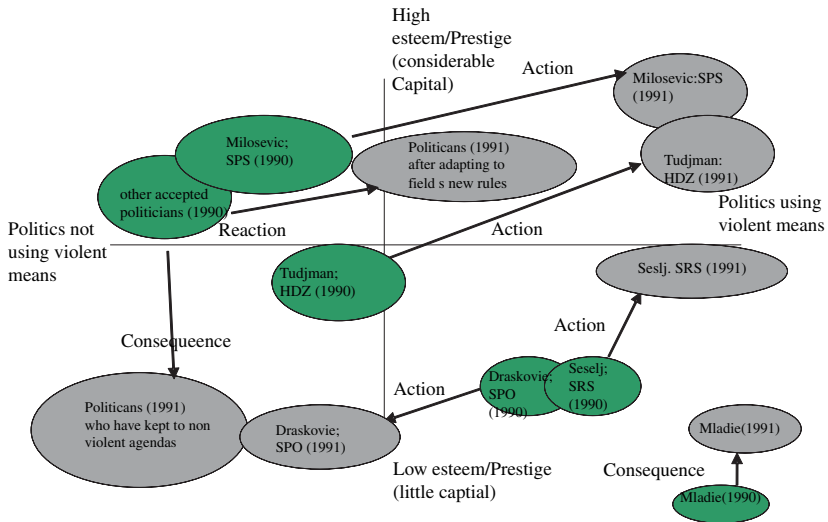 High
esteem/Prestige
(considerable
Capital)
Action
Milosevic:SPS
(1991)
Milosevic;
SPS (1990)
Politicans (1991)
after adapting to
field s new rules
Tudjman:
HDZ (1991)
other accepted
politicians (1990)
Politics not
using violent
means
Reaction
Action
Politics using
violent means
Tudjman;
HDZ (1990)
Seslj. SRS (1991)
Consequeence
Action
Draskovie;
SPO
(1990)
Seselj;
SRS
(1990)
Action
Politicans (1991)
who have kept to non
violent agendas
Draskovie;
SPO (1991)
Mladie(1991)
Low esteem/Prestige
(little captial)
Consequence
Mladie(1990)